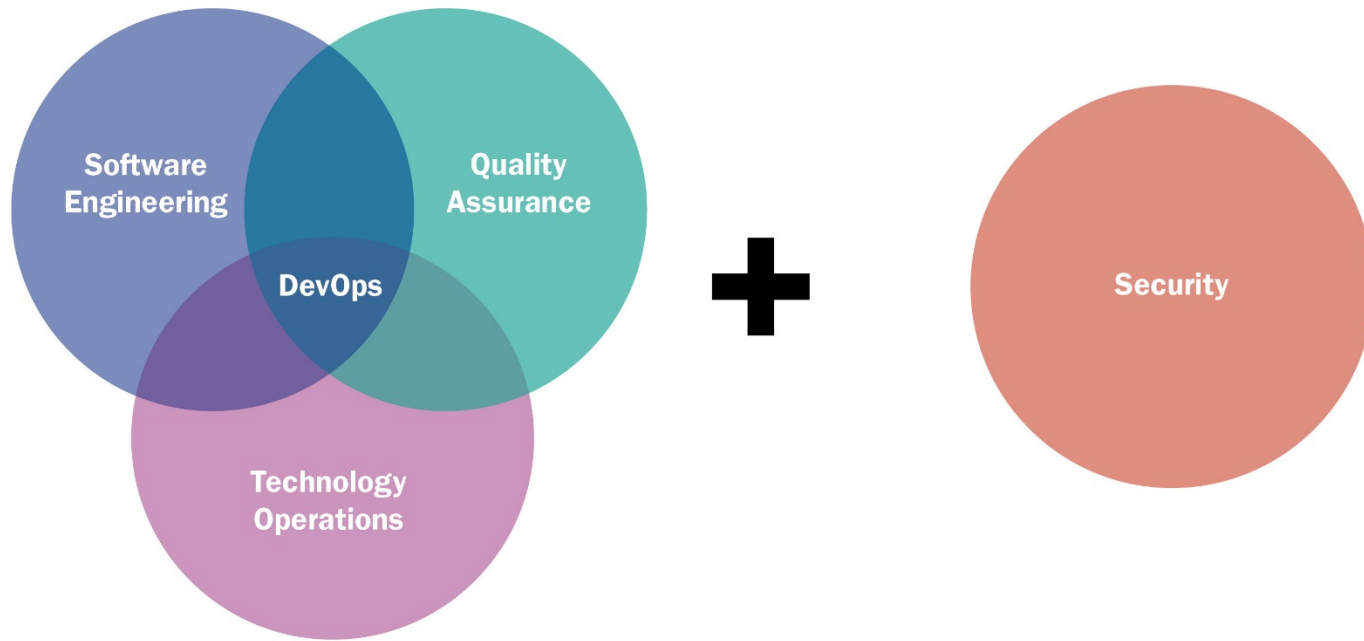 Software
Engineering
Quality
Assurance
DevOps
Technology
Operations
Security